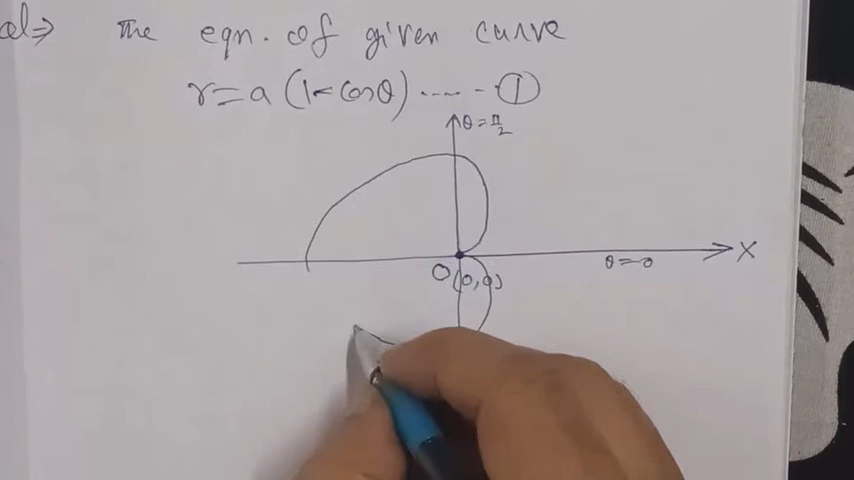 Sol⇒ The eqn. of given curve
r=a(1-cosθ)......①
θ=π/2
X
θ=0
O(0,0)